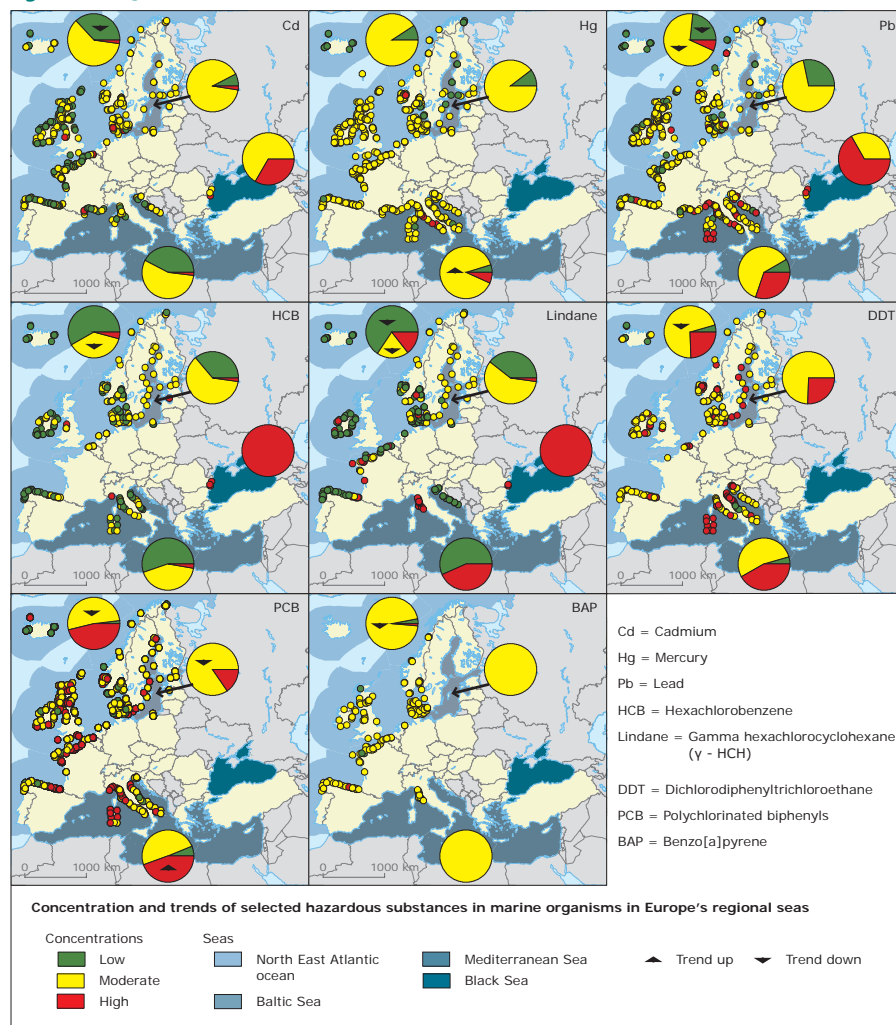 Cd
Hg
Pb
0 1000 km
0 1000 km
0 1000 km
HCB
Lindane
DDT
0 1000 km
0 1000 km
0 1000 km
PCB
BAP
0 1000 km
0 1000 km
Cd = Cadmium
Hg = Mercury
Pb = Lead
HCB = Hexachlorobenzene
Lindane = Gamma hexachlorocyclohexane
(γ - HCH)
DDT = Dichlorodiphenyltrichloroethane
PCB = Polychlorinated biphenyls
BAP = Benzo[a]pyrene
Concentration and trends of selected hazardous substances in marine organisms in Europe's regional seas
Concentrations
Low
Moderate
High
Seas
North East Atlantic
ocean
Baltic Sea
Mediterranean Sea
Black Sea
Trend up
Trend down